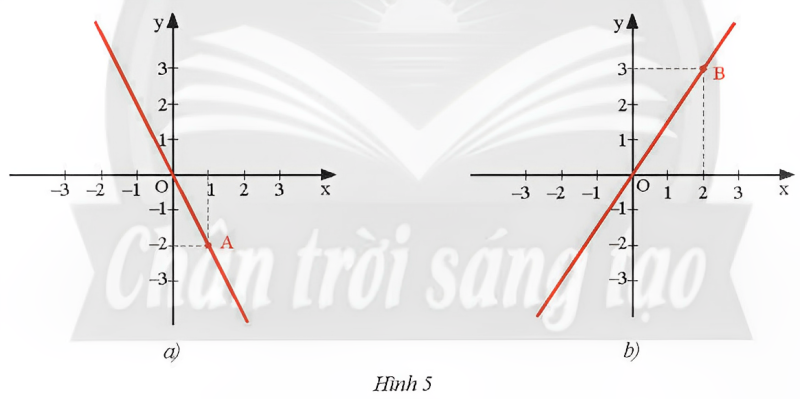 y
3
2
1
-3 -2 -1 O 1 2 3 x
-1
-2 A
-3
a)
y
3 B
2
1
-3 -2 -1 O 1 2 3 x
-1
-2
-3
b)
Chân trời sáng tạo
Hình 5